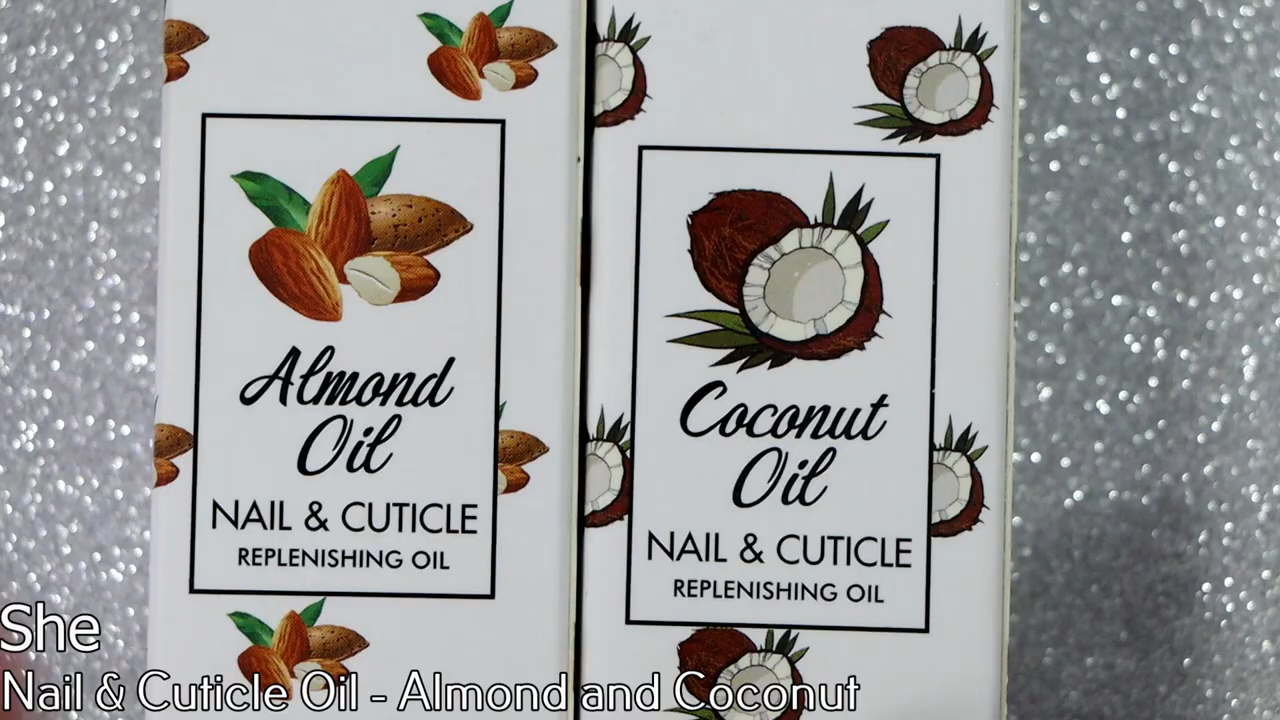 Almond
Oil
NAIL & CUTICLE
REPLENISHING OIL
Coconut
Oil
NAIL & CUTICLE
REPLENISHING OIL
She
Nail & Cuticle Oil - Almond and Coconut